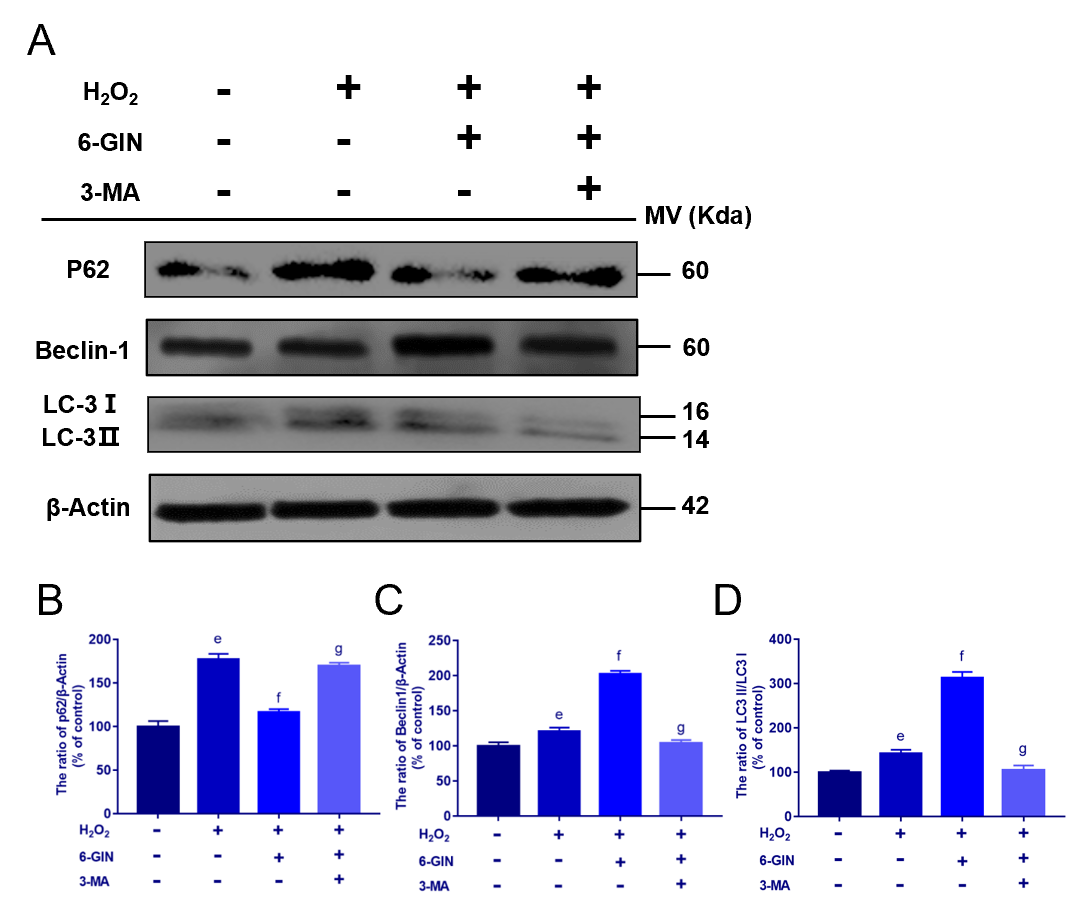 A
H₂O₂ - + + +
6-GIN - - + +
3-MA - - - +
MV (Kda)
P62 60
Beclin-1 60
LC-3 Ⅰ 16
LC-3Ⅱ 14
β-Actin 42
B
The ratio of p62/β-Actin
(% of control)
200
150
100
50
0
e
f
g
H₂O₂ - + + +
6-GIN - - + +
3-MA - - - +
C
The ratio of Beclin1/β-Actin
(% of control)
250
200
150
100
50
0
e
f
g
H₂O₂ - + + +
6-GIN - - + +
3-MA - - - +
D
The ratio of LC3 II/LC3 I
(% of control)
400
300
200
100
0
e
f
g
H₂O₂ - + + +
6-GIN - - + +
3-MA - - - +